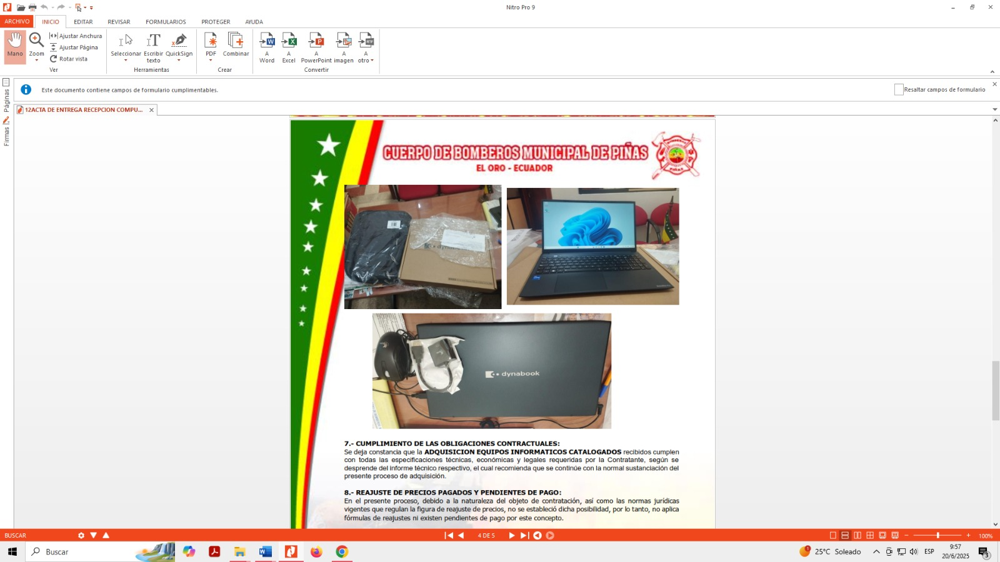 Nitro Pro 9
ARCHIVO INICIO EDITAR REVISAR FORMULARIOS PROTEGER AYUDA
Mano
Zoom
Ajustar Anchura
Ajustar Página
Rotar vista
Ver
Seleccionar
Escribir texto
QuickSign
Herramientas
PDF
Combinar
Crear
A Word
A Excel
A PowerPoint
A imagen
A otro
Convertir
Este documento contiene campos de formulario cumplimentables.
Resaltar campos de formulario
Páginas
Firmas
12ACTA DE ENTREGA RECEPCION COMPU...
CUERPO DE BOMBEROS MUNICIPAL DE PIÑAS
EL ORO - ECUADOR
BOMBEROS
PIÑAS
dynabook
7.- CUMPLIMIENTO DE LAS OBLIGACIONES CONTRACTUALES:
Se deja constancia que la ADQUISICION EQUIPOS INFORMATICOS CATALOGADOS recibidos cumplen
con todas las especificaciones técnicas, económicas y legales requeridas por la Contratante, según se
desprende del informe técnico respectivo, el cual recomienda que se continúe con la normal sustanciación del
presente proceso de adquisición.
8.- REAJUSTE DE PRECIOS PAGADOS Y PENDIENTES DE PAGO:
En el presente proceso, debido a la naturaleza del objeto de contratación, así como las normas jurídicas
vigentes que regulan la figura de reajuste de precios, no se estableció dicha posibilidad, por lo tanto, no aplica
fórmulas de reajustes ni existen pendientes de pago por este concepto.
BUSCAR
4 DE 5
100%
Buscar
1
25°C Soleado
ESP
9:57
20/6/2025
3